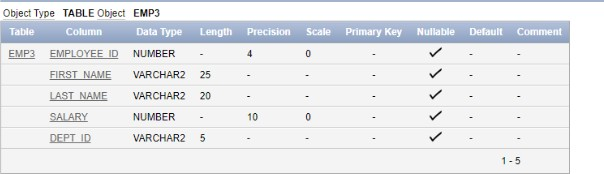 Object Type TABLE Object EMP3
Table Column Data Type Length Precision Scale Primary Key Nullable Default Comment
EMP3 EMPLOYEE_ID NUMBER - 4 0 - ✓ - -
FIRST_NAME VARCHAR2 25 - - - ✓ - -
LAST_NAME VARCHAR2 20 - - - ✓ - -
SALARY NUMBER - 10 0 - ✓ - -
DEPT_ID VARCHAR2 5 - - - ✓ - -
1 - 5